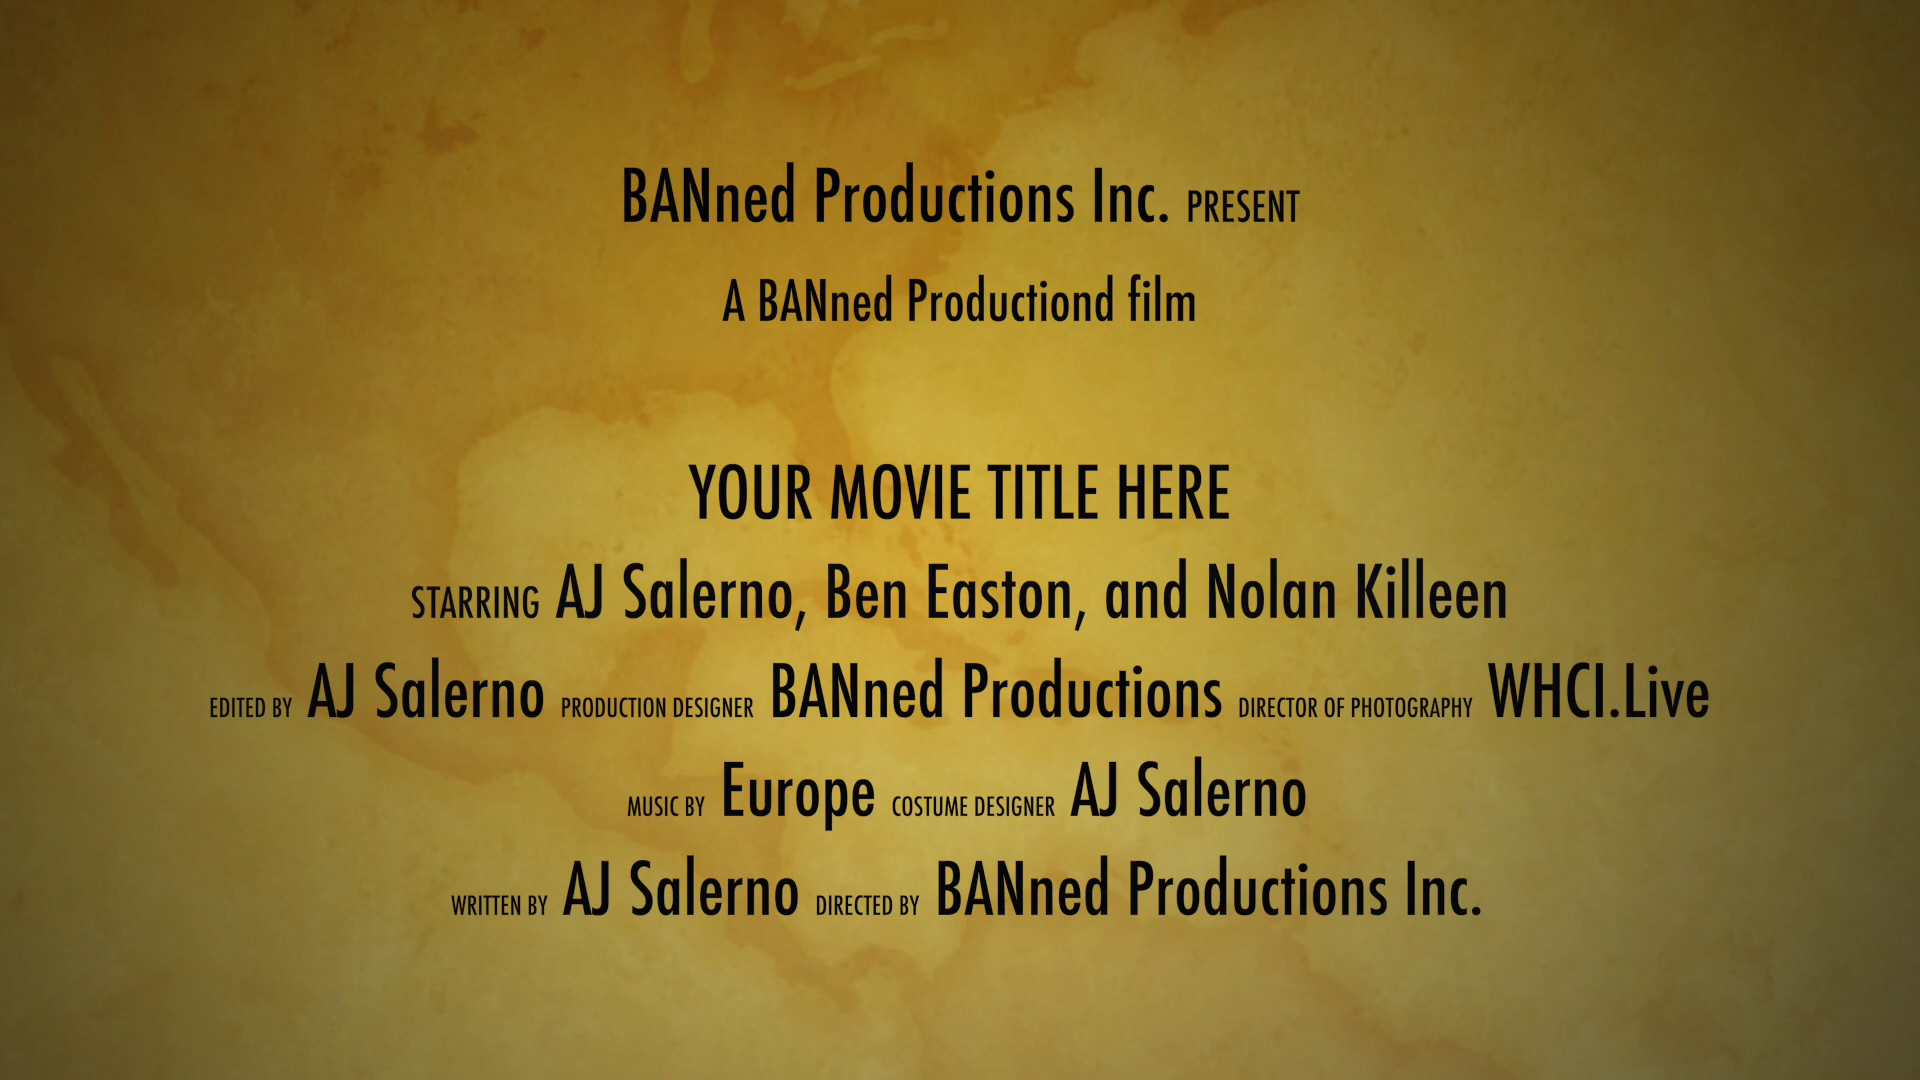 BANned Productions Inc. PRESENT
A BANned Productiond film
YOUR MOVIE TITLE HERE
STARRING AJ Salerno, Ben Easton, and Nolan Killeen
EDITED BY AJ Salerno PRODUCTION DESIGNER BANned Productions DIRECTOR OF PHOTOGRAPHY WHCI.Live
MUSIC BY Europe COSTUME DESIGNER AJ Salerno
WRITTEN BY AJ Salerno DIRECTED BY BANned Productions Inc.